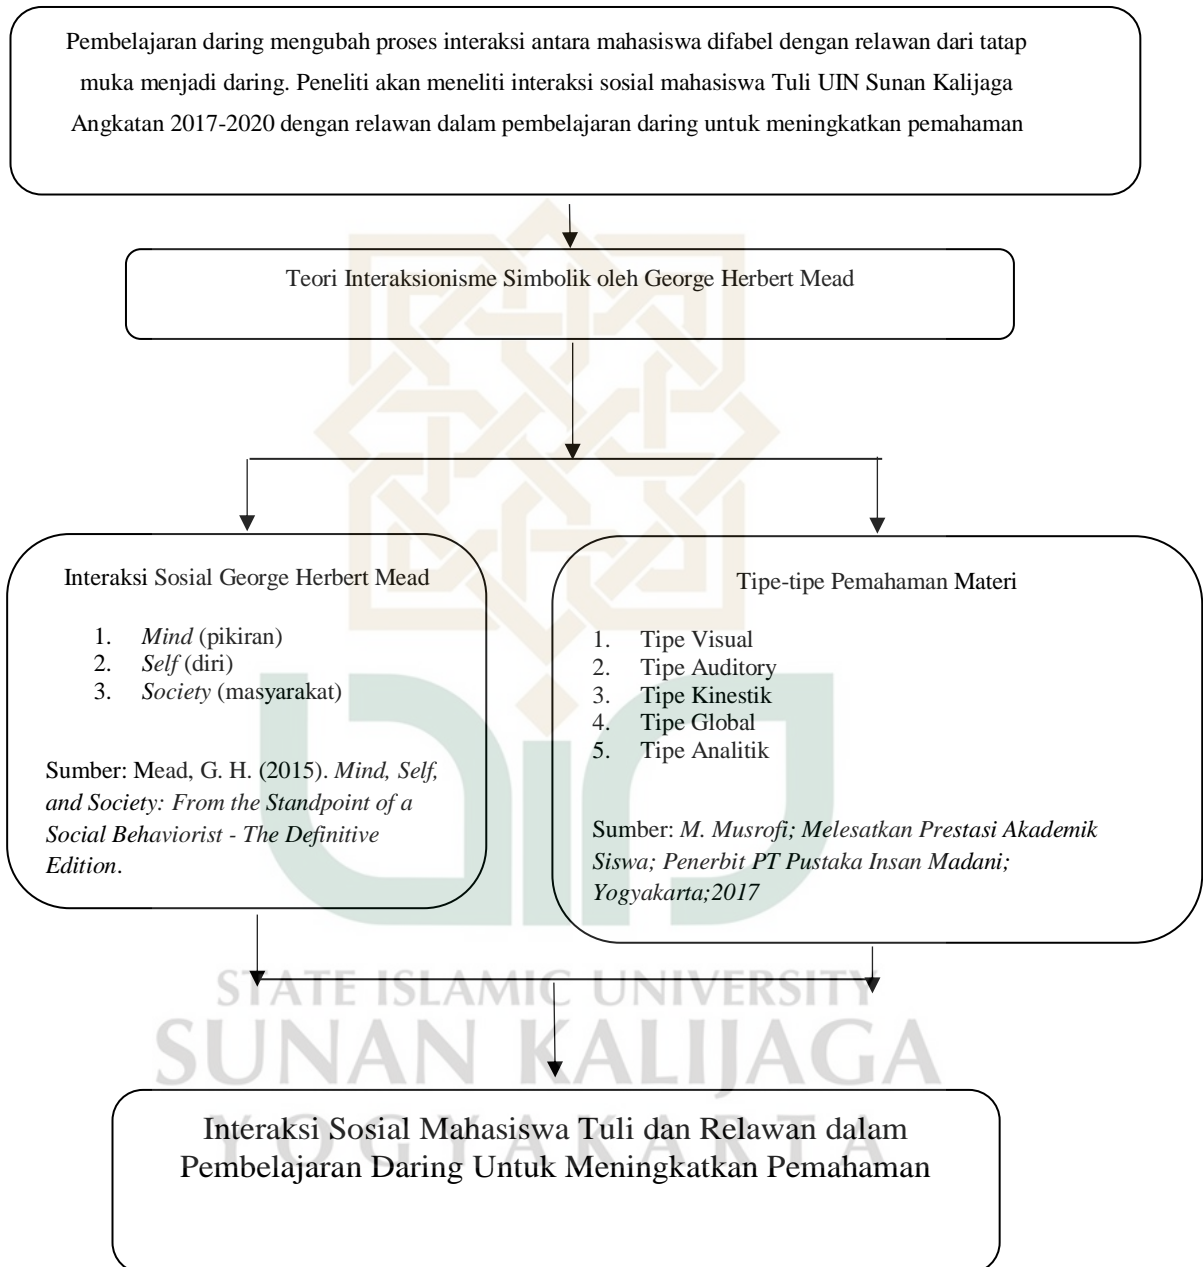 Pembelajaran daring mengubah proses interaksi antara mahasiswa difabel dengan relawan dari tatap
muka menjadi daring. Peneliti akan meneliti interaksi sosial mahasiswa Tuli UIN Sunan Kalijaga
Angkatan 2017-2020 dengan relawan dalam pembelajaran daring untuk meningkatkan pemahaman
Teori Interaksionisme Simbolik oleh George Herbert Mead
Interaksi Sosial George Herbert Mead
1. Mind (pikiran)
2. Self (diri)
3. Society (masyarakat)
Sumber: Mead, G. H. (2015). Mind, Self,
and Society: From the Standpoint of a
Social Behaviorist - The Definitive
Edition.
Tipe-tipe Pemahaman Materi
1. Tipe Visual
2. Tipe Auditory
3. Tipe Kinestik
4. Tipe Global
5. Tipe Analitik
Sumber: M. Musrofi; Melesatkan Prestasi Akademik
Siswa; Penerbit PT Pustaka Insan Madani;
Yogyakarta;2017
STATE ISLAMIC UNIVERSITY
SUNAN KALIJAGA
YOGYAKARTA
Interaksi Sosial Mahasiswa Tuli dan Relawan dalam
Pembelajaran Daring Untuk Meningkatkan Pemahaman